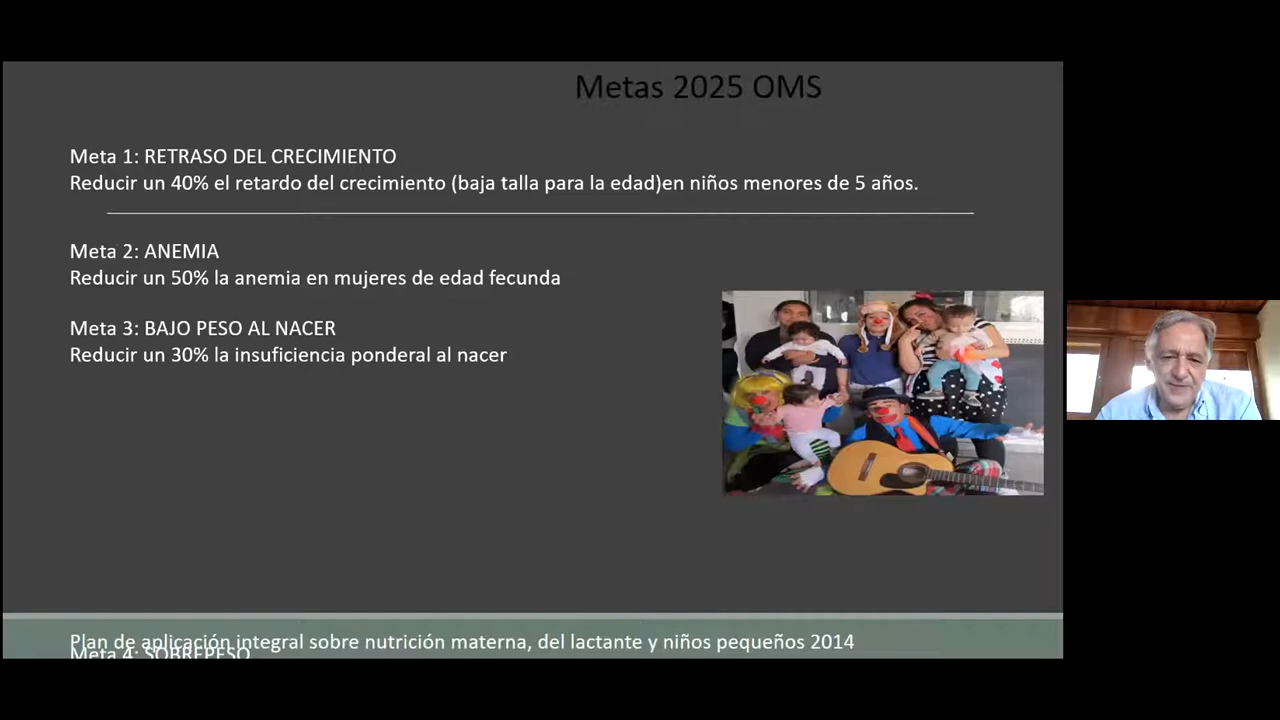 Metas 2025 OMS
Meta 1: RETRASO DEL CRECIMIENTO
Reducir un 40% el retardo del crecimiento (baja talla para la edad)en niños menores de 5 años.
Meta 2: ANEMIA
Reducir un 50% la anemia en mujeres de edad fecunda
Meta 3: BAJO PESO AL NACER
Reducir un 30% la insuficiencia ponderal al nacer
Plan de aplicación integral sobre nutrición materna, del lactante y niños pequeños 2014
Meta 4: SOBREPESO